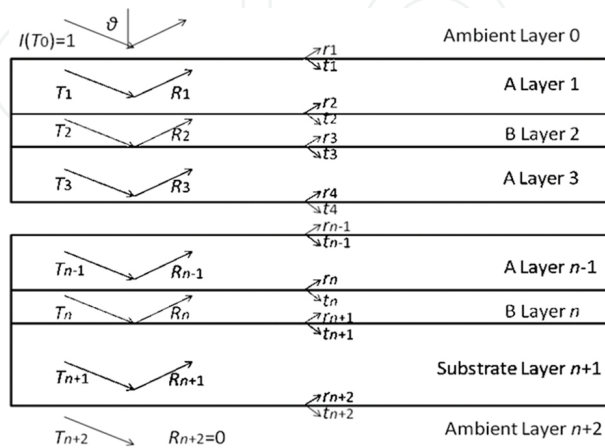 ϑ
I(T0)=1
Ambient Layer 0
r1
t1
T1 R1 A Layer 1
r2
t2
T2 R2 B Layer 2
r3
t3
T3 R3 A Layer 3
r4
t4
rn-1
tn-1
Tn-1 Rn-1 A Layer n-1
rn
tn
Tn Rn B Layer n
rn+1
tn+1
Tn+1 Rn+1 Substrate Layer n+1
rn+2
tn+2
Tn+2 Rn+2=0 Ambient Layer n+2